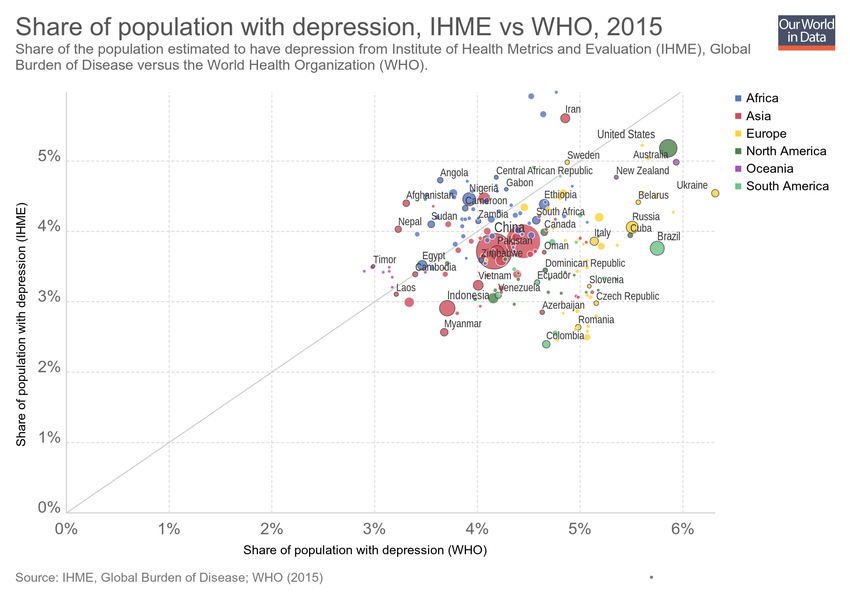 Share of population with depression, IHME vs WHO, 2015
Our World
in Data
Share of the population estimated to have depression from Institute of Health Metrics and Evaluation (IHME), Global
Burden of Disease versus the World Health Organization (WHO).
Africa
Asia
Europe
North America
Oceania
South America
Iran
United States
Sweden
Australia
Central African Republic
New Zealand
Angola
Gabon
Ukraine
Nigeria
Afghanistan
Cameroon
Ethiopia
Belarus
Nepal
Sudan
Zambia
South Africa
Russia
China
Canada
Cuba
Italy
Brazil
Pakistan
Oman
Zimbabwe
Timor
Egypt
Cambodia
Dominican Republic
Vietnam
Ecuador
Slovenia
Laos
Indonesia
Venezuela
Czech Republic
Azerbaijan
Myanmar
Romania
Colombia
5%
4%
3%
2%
1%
0%
Share of population with depression (IHME)
0%
1%
2%
3%
4%
5%
6%
Share of population with depression (WHO)
Source: IHME, Global Burden of Disease; WHO (2015)